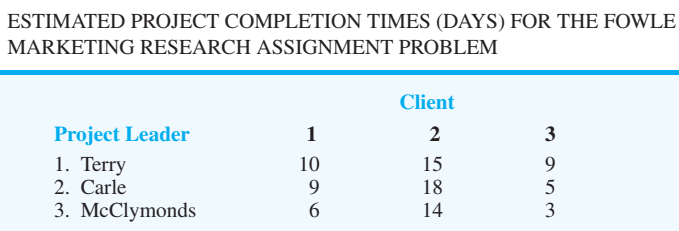 ESTIMATED PROJECT COMPLETION TIMES (DAYS) FOR THE FOWLE
MARKETING RESEARCH ASSIGNMENT PROBLEM
Client
Project Leader 1 2 3
1. Terry 10 15 9
2. Carle 9 18 5
3. McClymonds 6 14 3